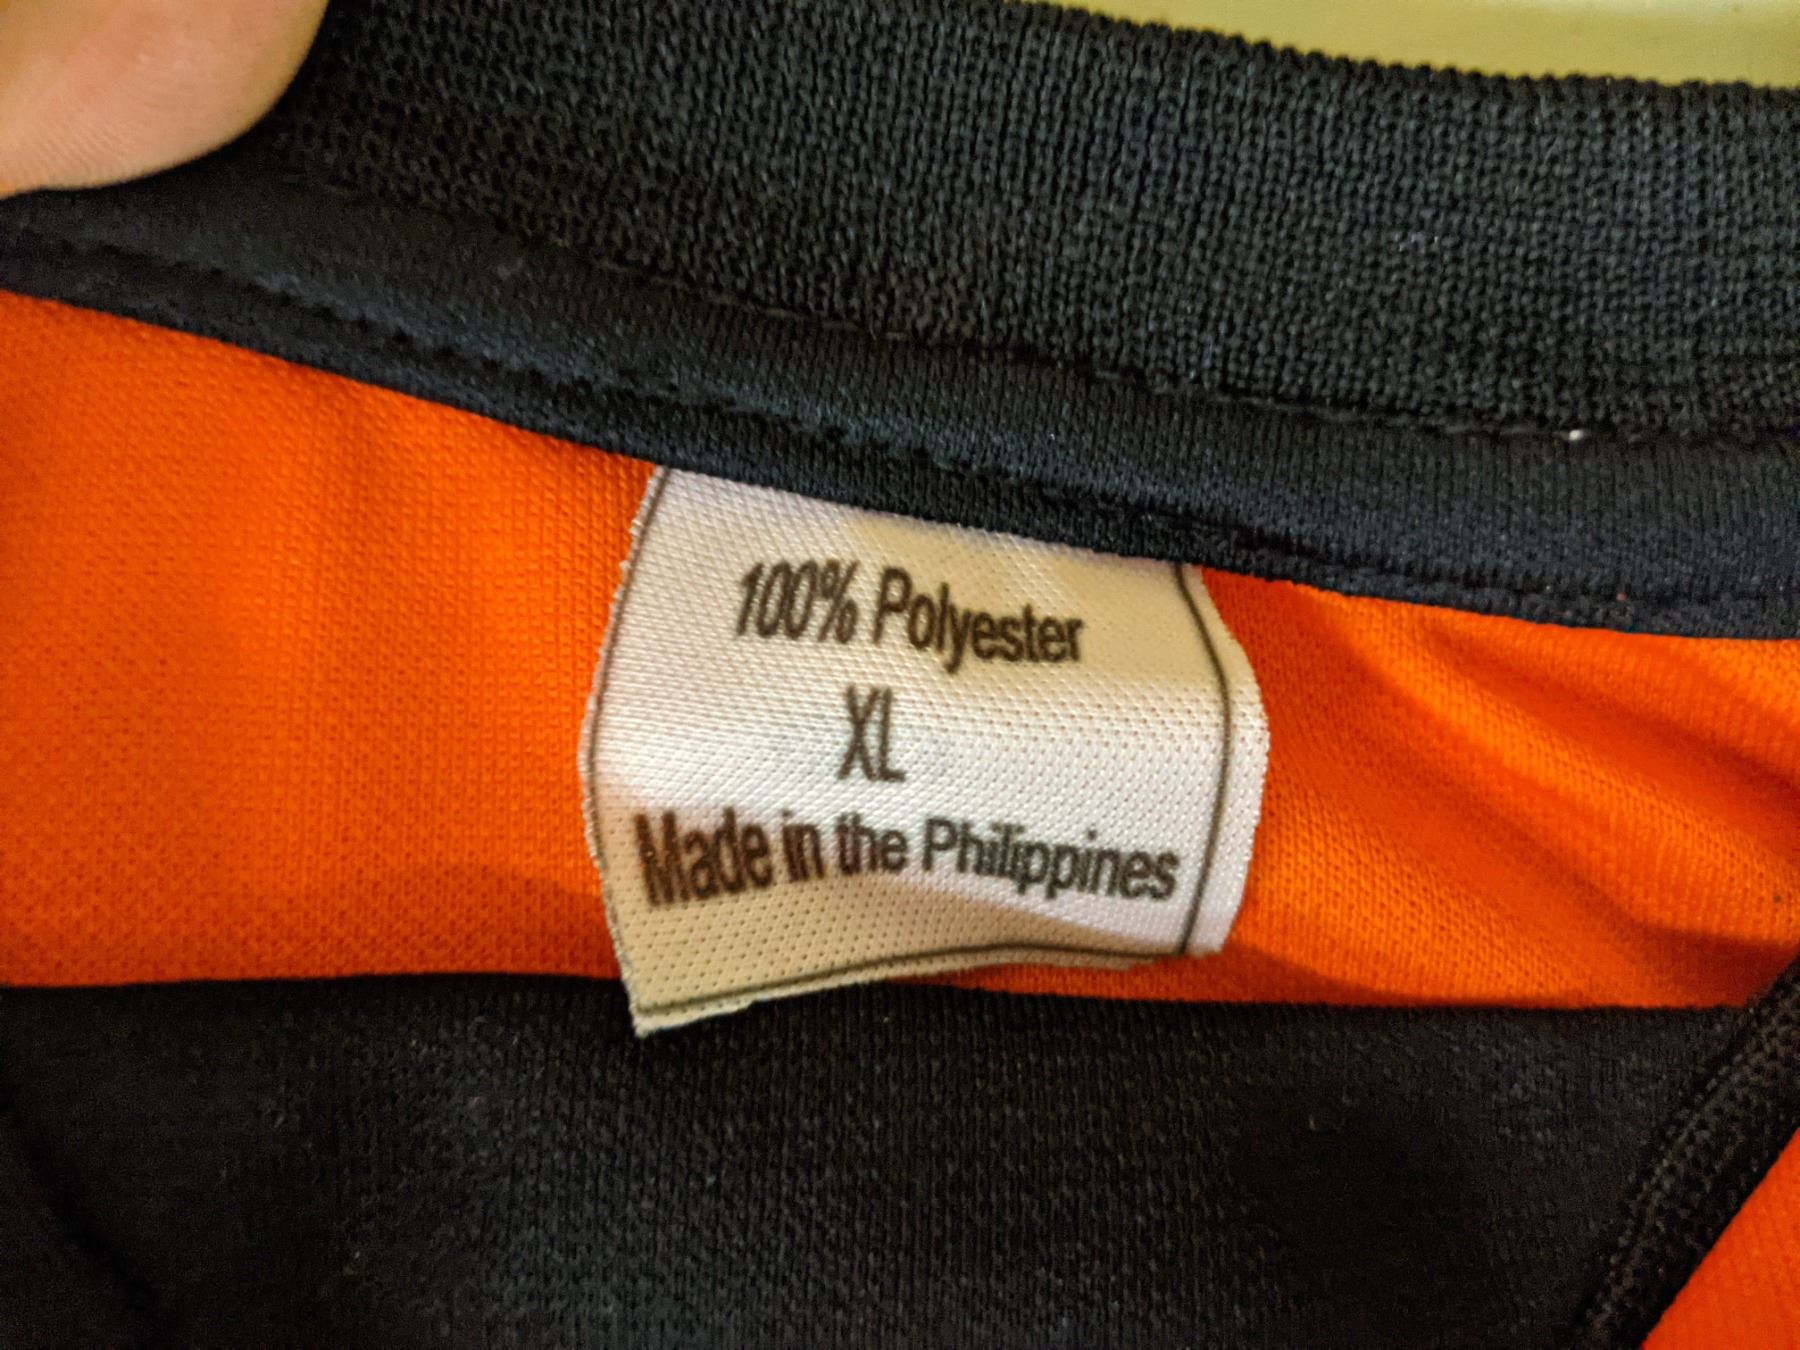 100% Polyester
XL
Made in the Philippines